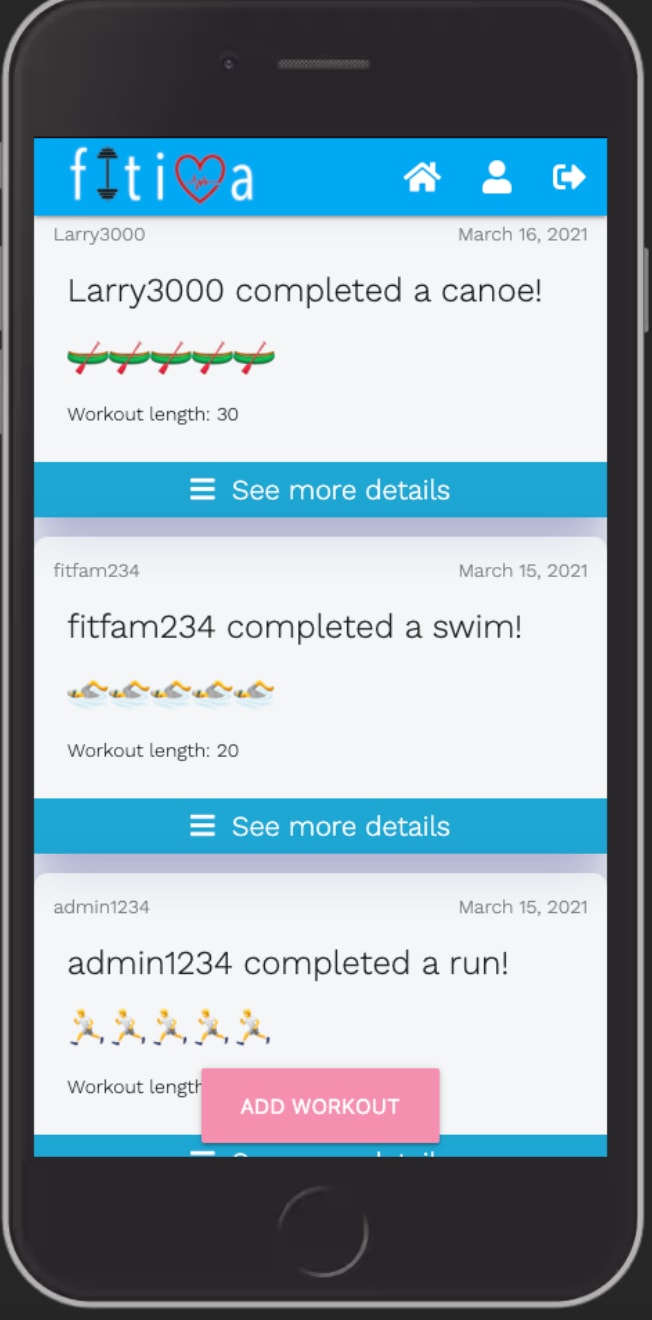 fitiva
Larry3000 March 16, 2021
Larry3000 completed a canoe!
Workout length: 30
See more details
fitfam234 March 15, 2021
fitfam234 completed a swim!
Workout length: 20
See more details
admin1234 March 15, 2021
admin1234 completed a run!
Workout length
ADD WORKOUT